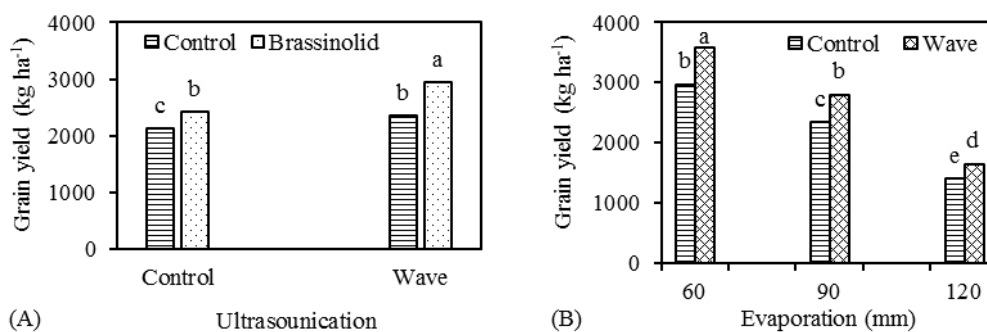 4000
3000
2000
1000
0
Grain yield (kg ha⁻¹)
Control Brassinolid
c b b a
Control Wave
(A) Ultrasounication
4000
3000
2000
1000
0
Grain yield (kg ha⁻¹)
Control Wave
b a c b e d
60 90 120
(B) Evaporation (mm)